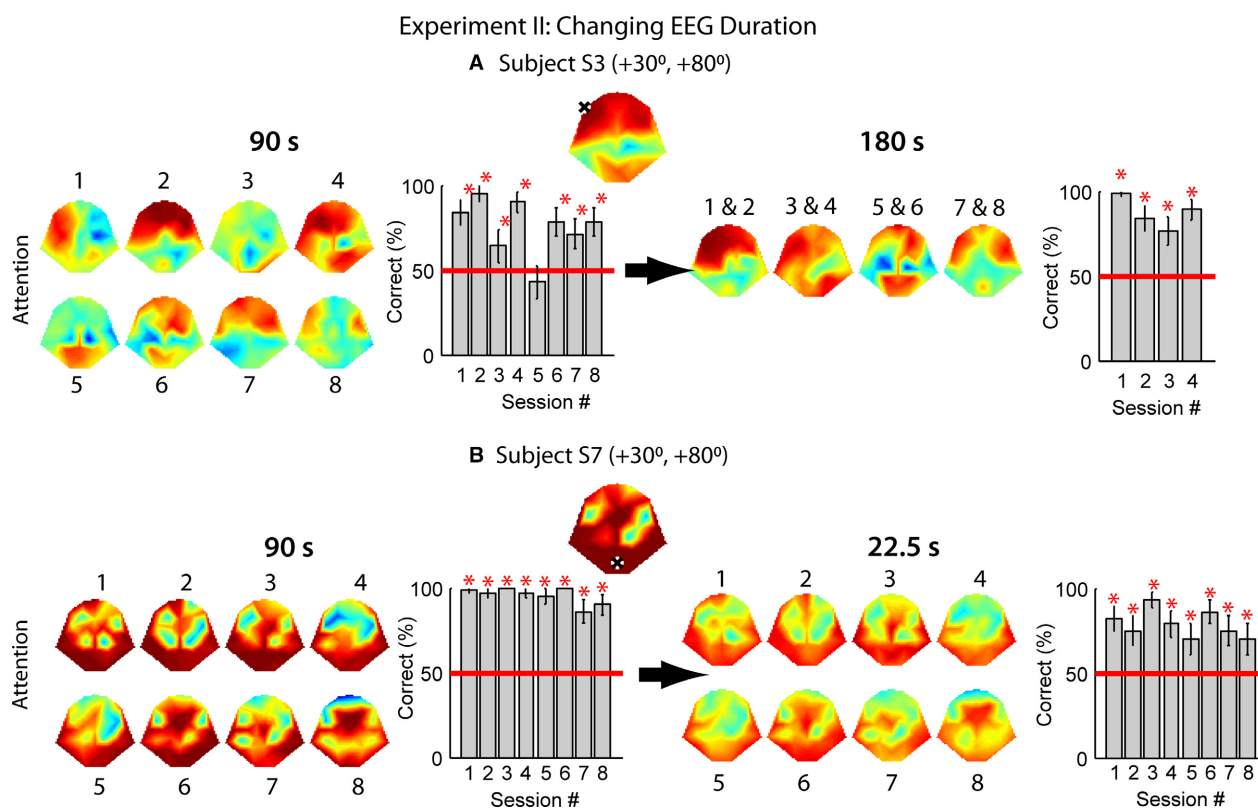 Experiment II: Changing EEG Duration
A Subject S3 (+30⁰, +80⁰)
90 s
180 s
Attention
1 2 3 4
5 6 7 8
Correct (%)
100
50
0
* * * * * * *
1 2 3 4 5 6 7 8
Session #
1 & 2 3 & 4 5 & 6 7 & 8
Correct (%)
100
50
0
* * * *
1 2 3 4
Session #
B Subject S7 (+30⁰, +80⁰)
90 s
22.5 s
Attention
1 2 3 4
5 6 7 8
Correct (%)
100
50
0
* * * * * * * *
1 2 3 4 5 6 7 8
Session #
1 2 3 4
5 6 7 8
Correct (%)
100
50
0
* * * * * * * *
1 2 3 4 5 6 7 8
Session #